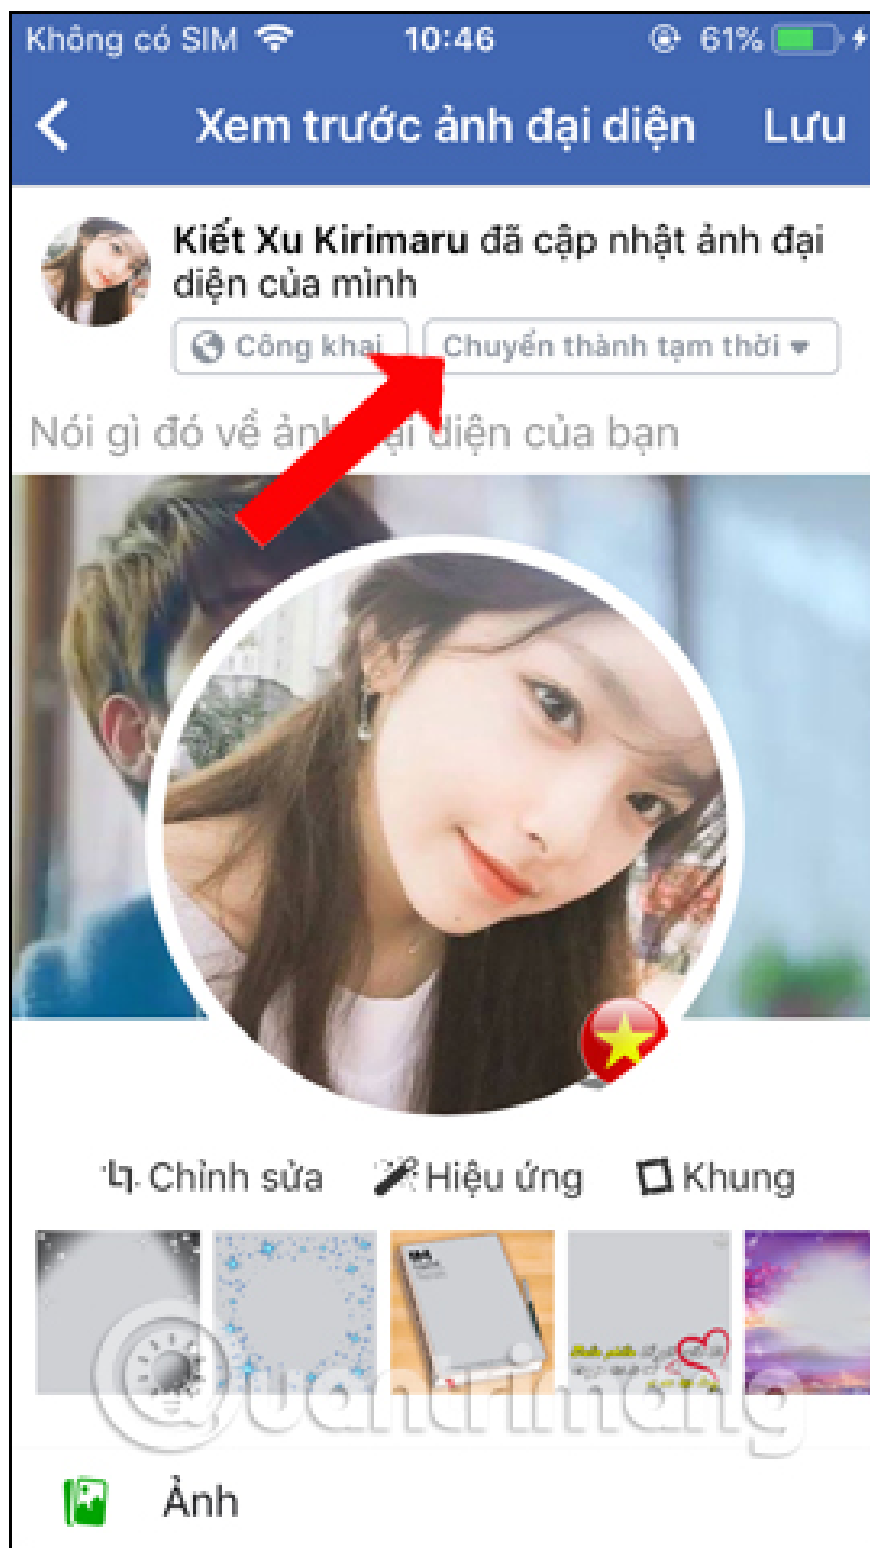 Không có SIM 10:46 61%
Xem trước ảnh đại diện Lưu
Kiết Xu Kirimaru đã cập nhật ảnh đại
diện của mình
Công khai Chuyển thành tạm thời
Nói gì đó về ảnh đại diện của bạn
Chỉnh sửa Hiệu ứng Khung
Quantrimang
Ảnh